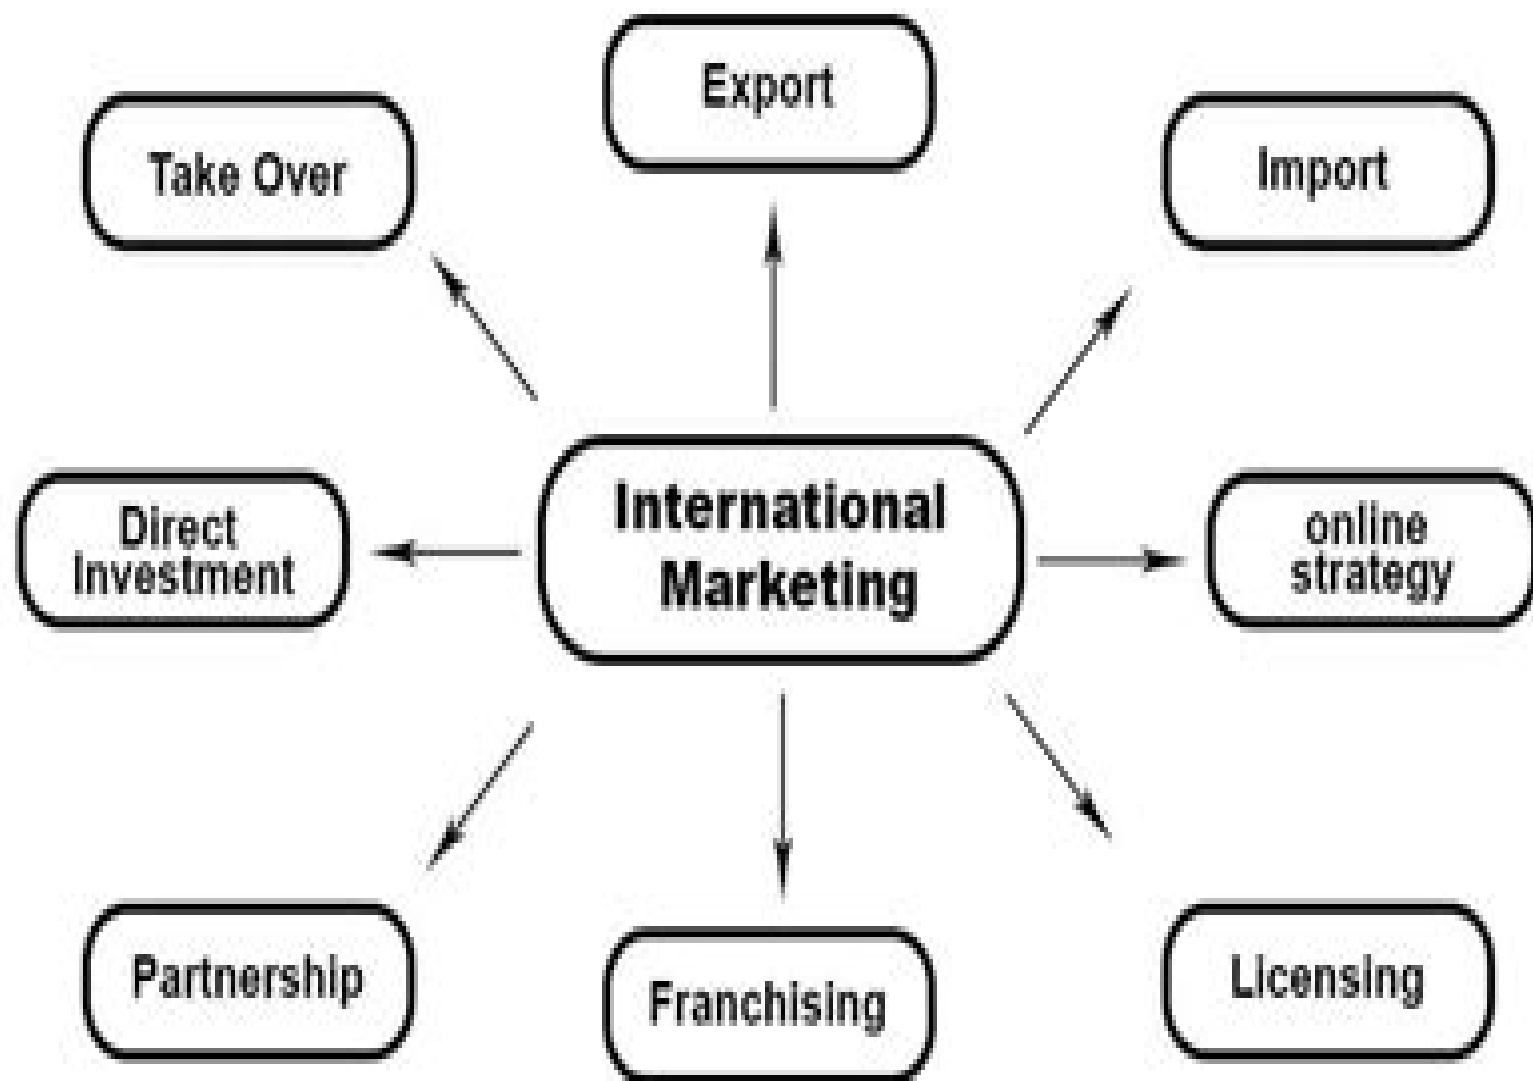 Export
Take Over
Import
International
Marketing
Direct
Investment
online
strategy
Partnership
Franchising
Licensing